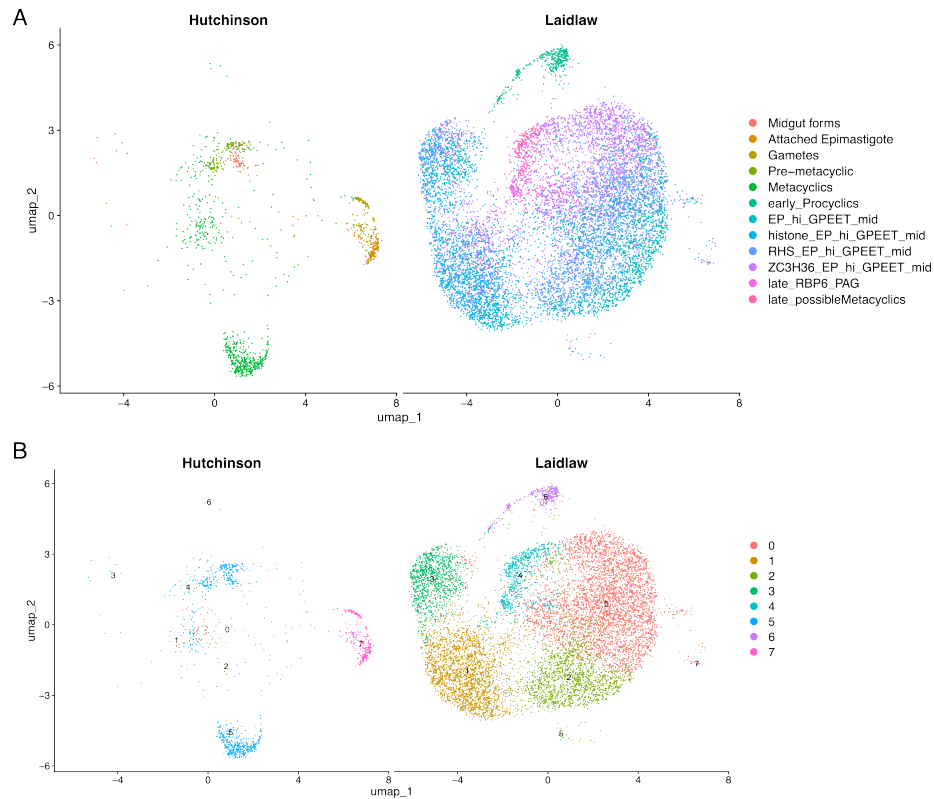 A
Hutchinson
Laidlaw
6
3
0
−3
−6
umap_2
−4
0
4
8
−4
0
4
8
umap_1
Midgut forms
Attached Epimastigote
Gametes
Pre−metacyclic
Metacyclics
early_Procyclics
EP_hi_GPEET_mid
histone_EP_hi_GPEET_mid
RHS_EP_hi_GPEET_mid
ZC3H36_EP_hi_GPEET_mid
late_RBP6_PAG
late_possibleMetacyclics
B
Hutchinson
Laidlaw
6
3
0
−3
−6
umap_2
6
3
4
1
0
2
7
5
6
3
4
0
1
2
7
5
−4
0
4
8
−4
0
4
8
umap_1
0
1
2
3
4
5
6
7